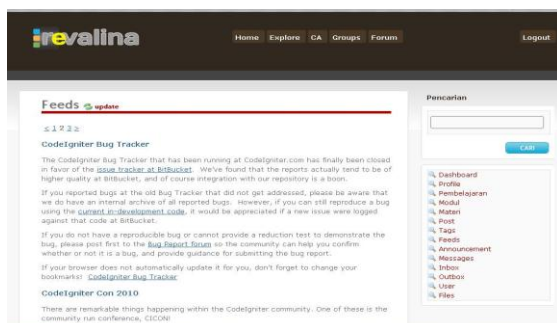 revalina
Home Explore CA Groups Forum
Logout
Feeds update
< 1 2 3 >
CodeIgniter Bug Tracker
The CodeIgniter Bug Tracker that has been running at CodeIgniter.com has finally been closed
in favor of the issue tracker at BitBucket. We've found that the reports actually tend to be of
higher quality at BitBucket, and of course integration with our repository is a boon.
If you reported bugs at the old Bug Tracker that did not get addressed, please be aware that
we do have an internal archive of all reported bugs. However, if you can still reproduce a bug
using the current in-development code, it would be appreciated if a new issue were logged
against that code at BitBucket.
If you do not have a reproducible bug or cannot provide a reduction test to demonstrate the
bug, please post first to the Bug Report forum so the community can help you confirm
whether or not it is a bug, and provide guidance for submitting the bug report.
If your browser does not automatically update it for you, don't forget to change your
bookmarks! CodeIgniter Bug Tracker
CodeIgniter Con 2010
There are remarkable things happening within the CodeIgniter community. One of these is the
community run conference, CICON!
Pencarian
CARI
Dashboard
Profile
Pembelajaran
Modul
Materi
Post
Tags
Feeds
Announcement
Messages
Inbox
Outbox
User
Files